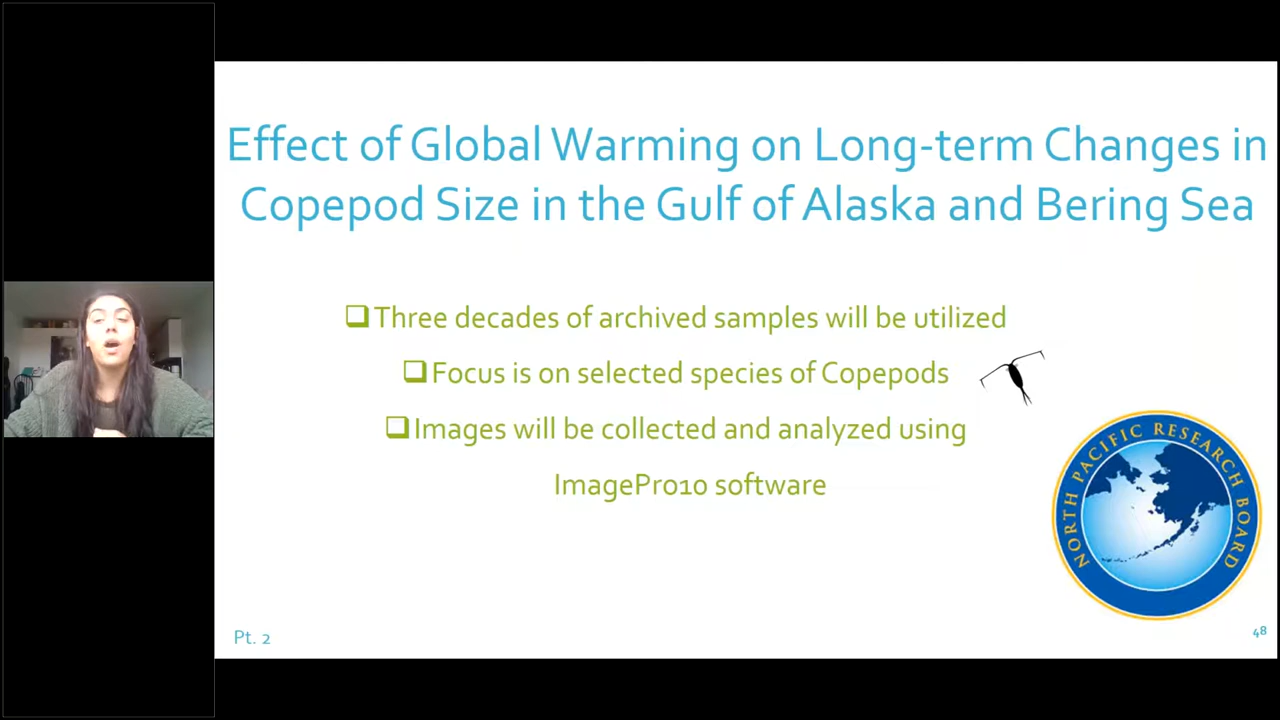 Effect of Global Warming on Long-term Changes in
Copepod Size in the Gulf of Alaska and Bering Sea
Three decades of archived samples will be utilized
Focus is on selected species of Copepods
Images will be collected and analyzed using
ImagePro10 software
NORTH PACIFIC RESEARCH BOARD
Pt. 2
48